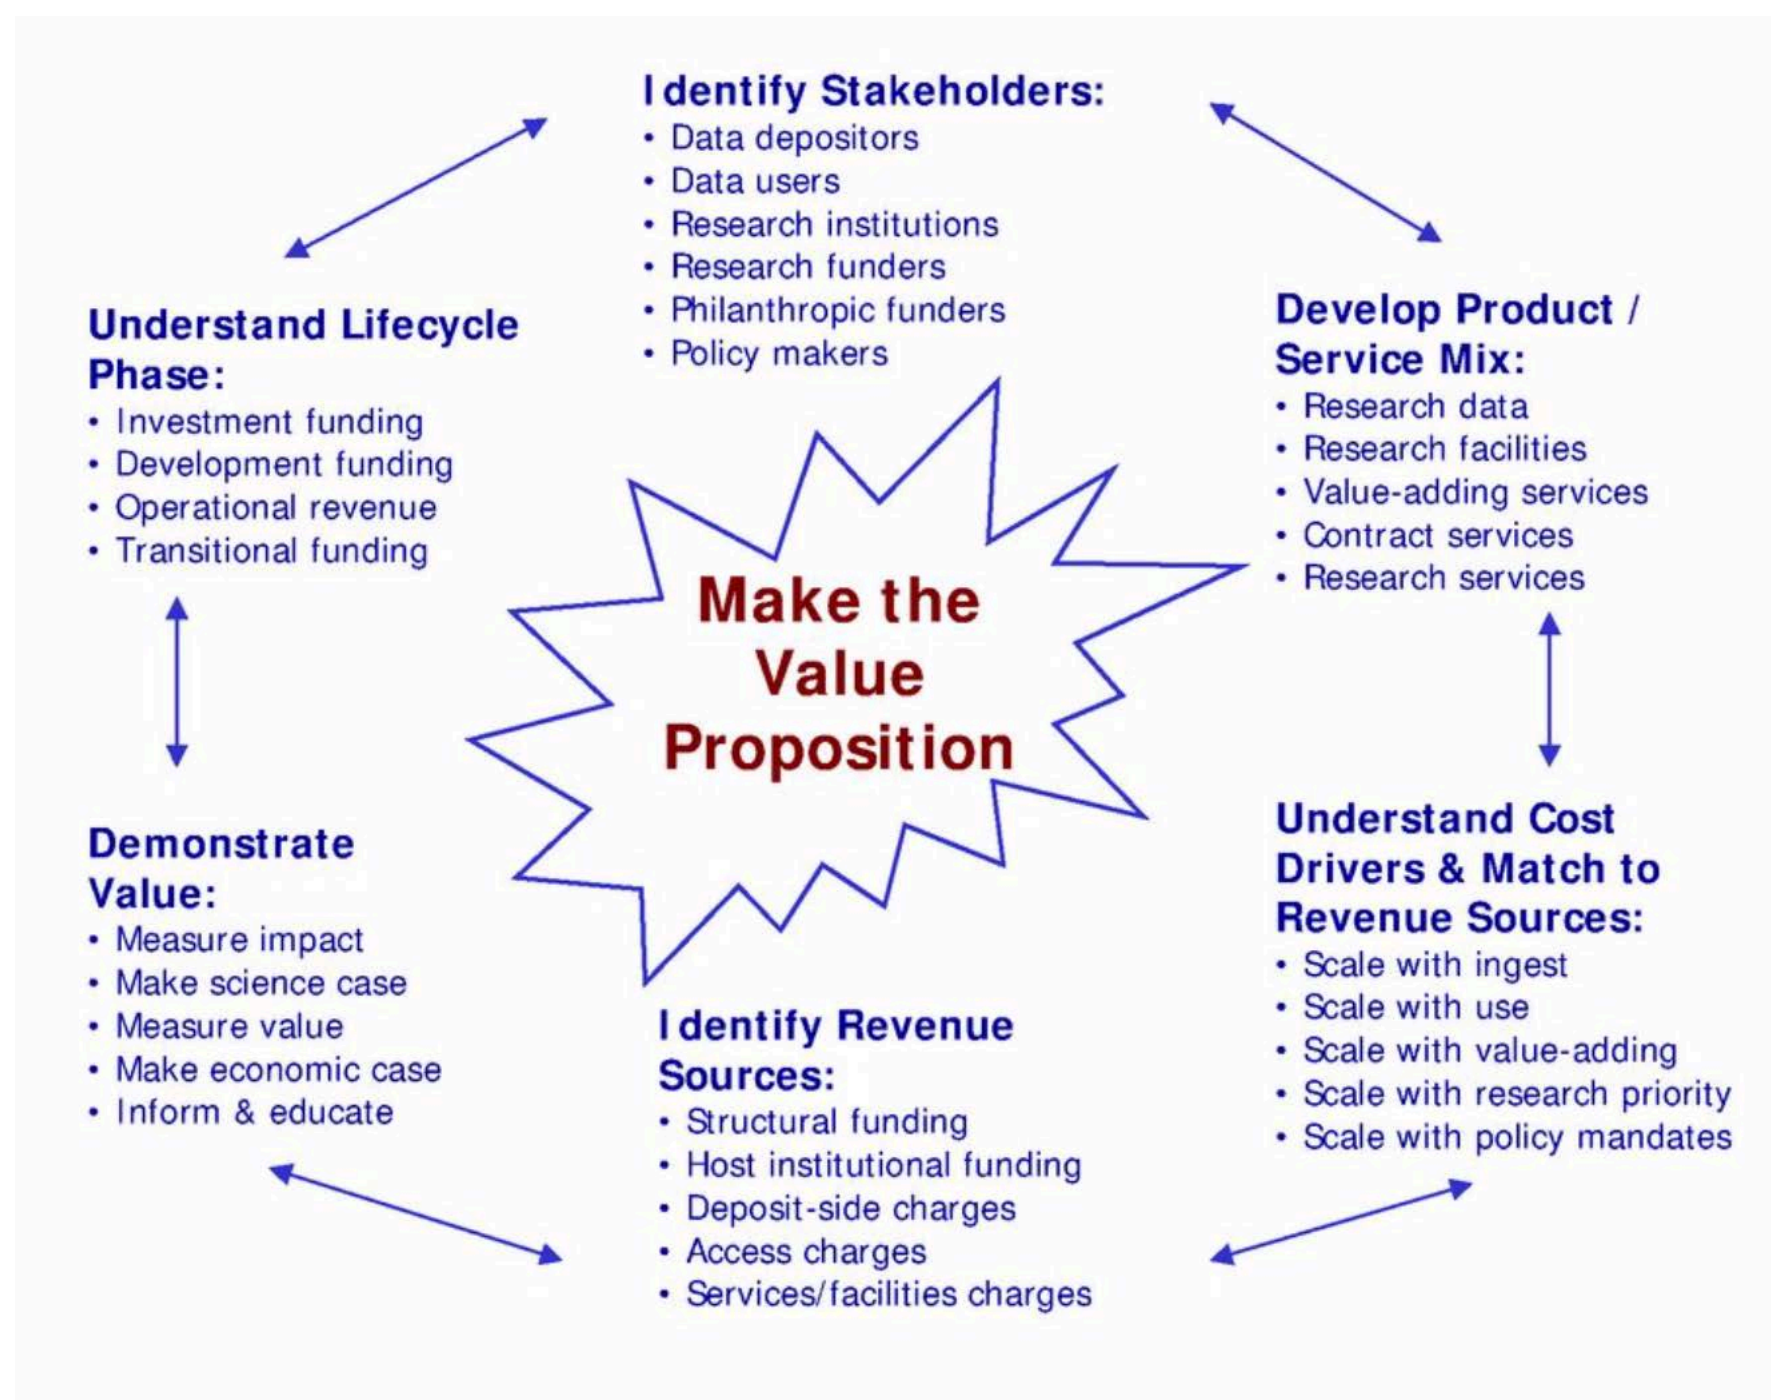 Identify Stakeholders:
• Data depositors
• Data users
• Research institutions
• Research funders
• Philanthropic funders
• Policy makers
Understand Lifecycle
Phase:
• Investment funding
• Development funding
• Operational revenue
• Transitional funding
Develop Product /
Service Mix:
• Research data
• Research facilities
• Value-adding services
• Contract services
• Research services
Make the
Value
Proposition
Demonstrate
Value:
• Measure impact
• Make science case
• Measure value
• Make economic case
• Inform & educate
Understand Cost
Drivers & Match to
Revenue Sources:
• Scale with ingest
• Scale with use
• Scale with value-adding
• Scale with research priority
• Scale with policy mandates
Identify Revenue
Sources:
• Structural funding
• Host institutional funding
• Deposit-side charges
• Access charges
• Services/facilities charges